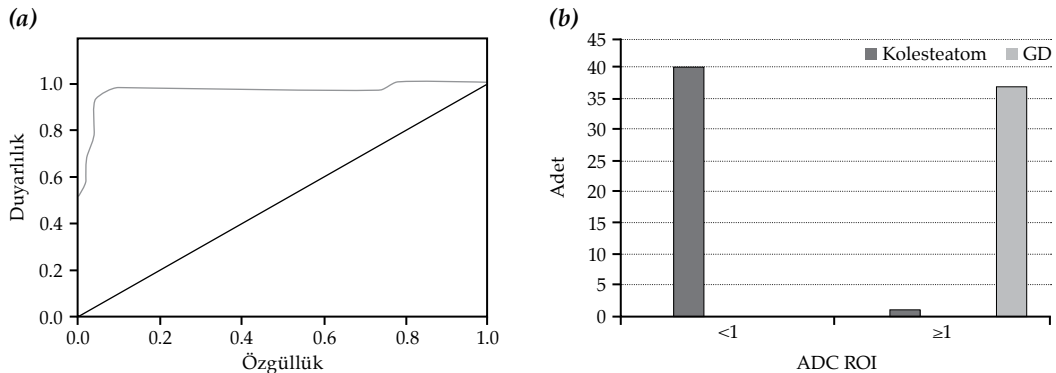 (a)
Duyarlılık
1.0
0.8
0.6
0.4
0.2
0.0
0.0 0.2 0.4 0.6 0.8 1.0
Özgüllük
(b)
Adet
45
40
35
30
25
20
15
10
5
0
Kolesteatom GD
<1 ≥1
ADC ROI